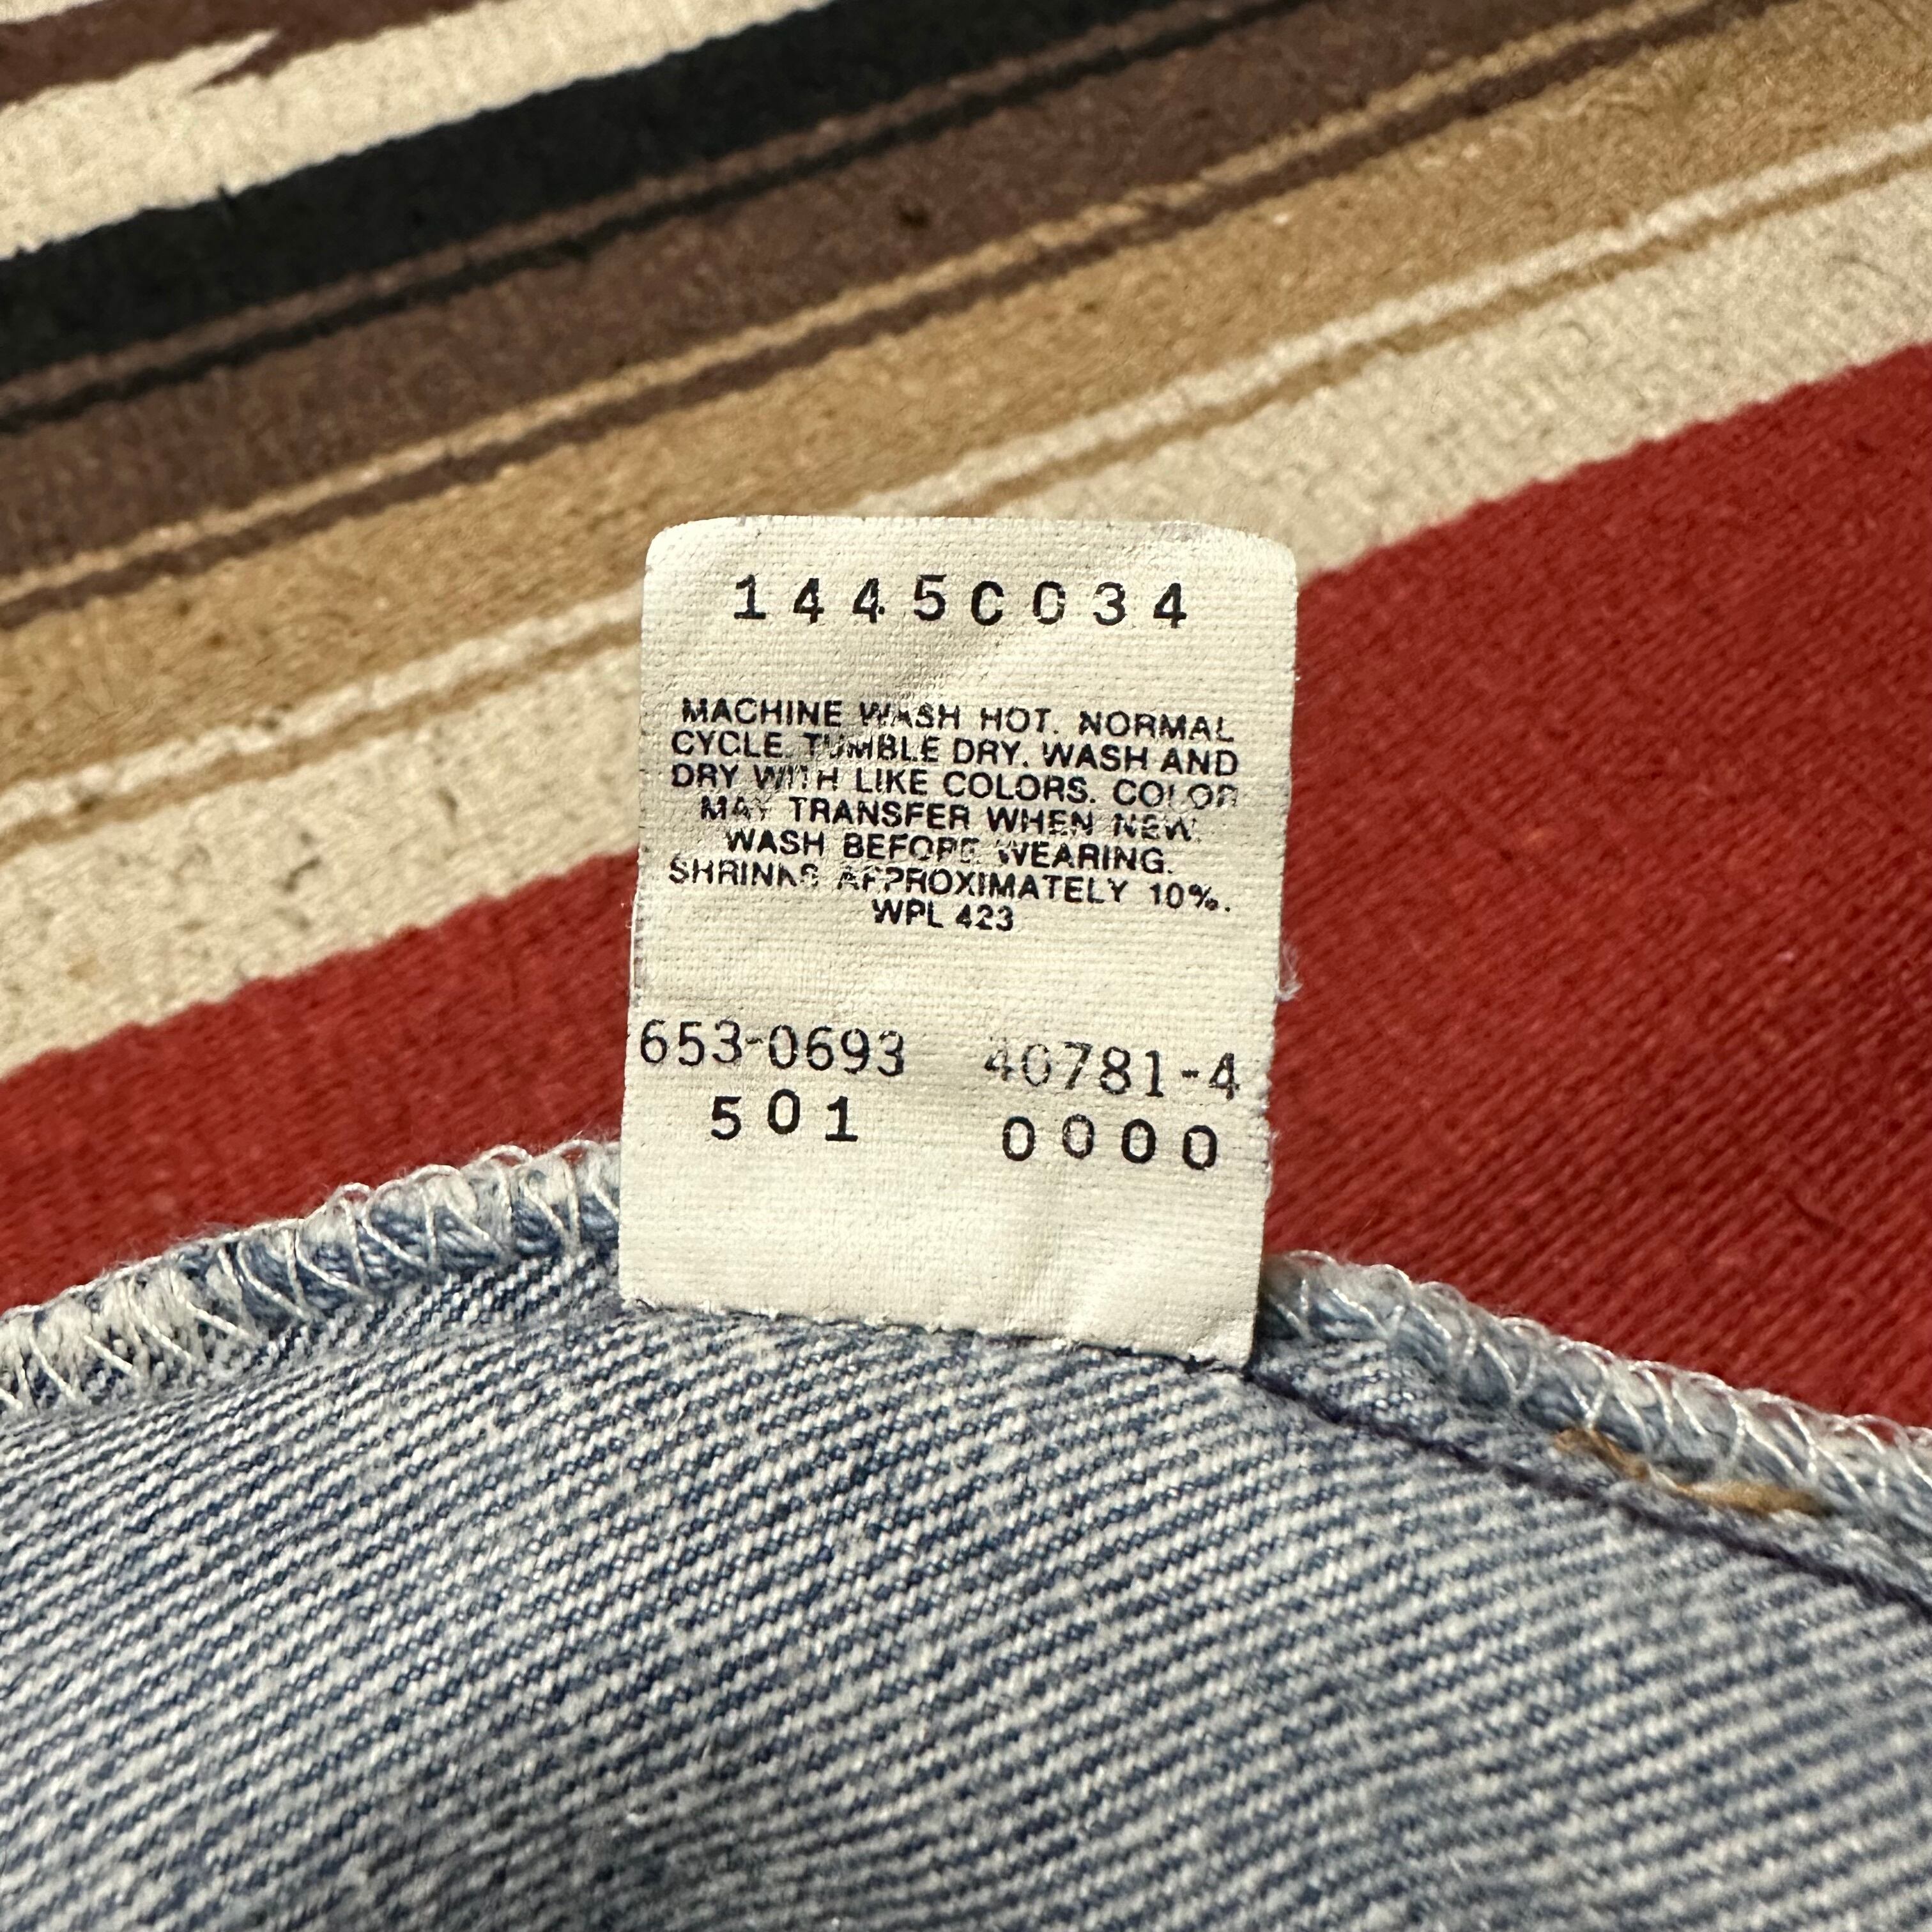 1445C034
MACHINE WASH HOT. NORMAL
CYCLE. TUMBLE DRY. WASH AND
DRY WITH LIKE COLORS. COLOR
MAY TRANSFER WHEN NEW.
WASH BEFORE WEARING.
SHRINKS APPROXIMATELY 10%.
WPL 423
653-0693 40781-4
501 0000